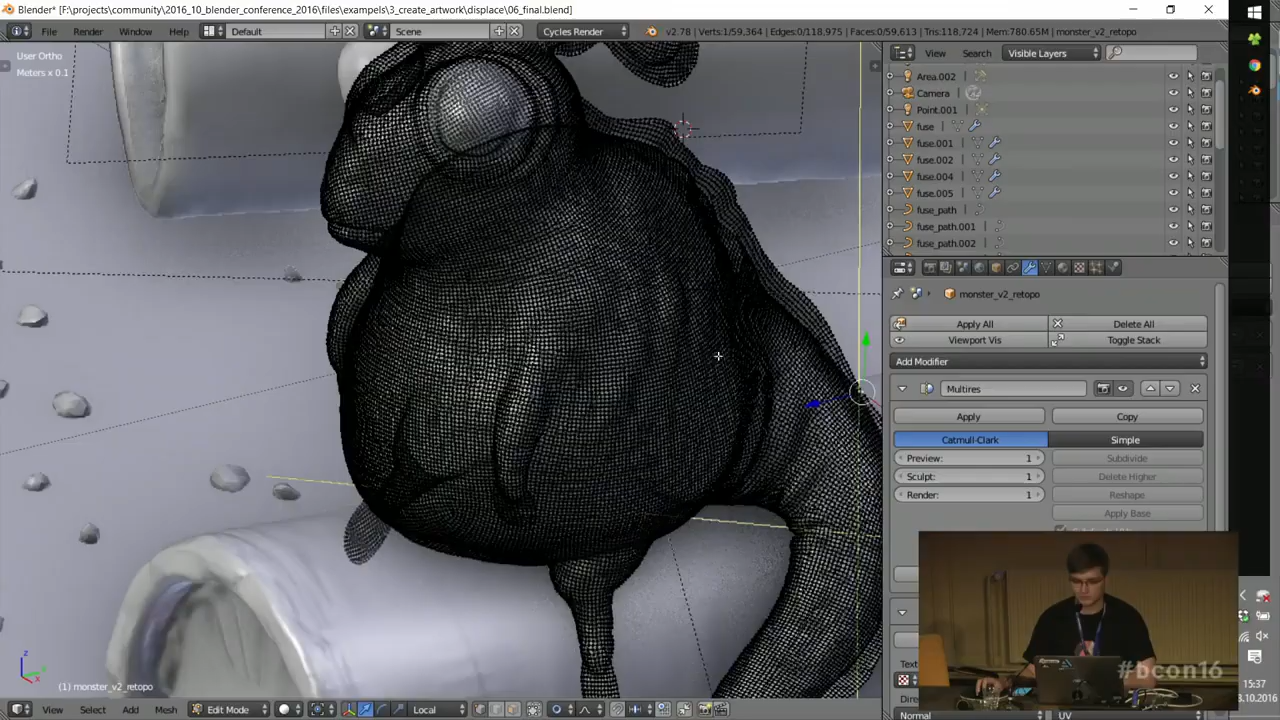 Blender* [F:\projects\community\2016_10_blender_conference_2016\files\exampels\3_create_artwork\displace\06_final.blend]
File Render Window Help Default Scene Cycles Render v2.78 | Verts:1/59,364 | Edges:0/118,975 | Faces:0/59,613 | Tris:118,724 | Mem:780.65M | monster_v2_retopo
User Ortho
Meters x 0.1
View Search Visible Layers
Area.002
Camera
Point.001
fuse
fuse.001
fuse.002
fuse.004
fuse.005
fuse_path
fuse_path.001
fuse_path.002
monster_v2_retopo
Apply All Delete All
Viewport Vis Toggle Stack
Add Modifier
Multires
Apply Copy
Catmull-Clark Simple
Preview: 1 Subdivide
Sculpt: 1 Delete Higher
Render: 1 Reshape
Apply Base
#bcon16
Text
Direc
Normal UV
(1) monster_v2_retopo
View Select Add Mesh Edit Mode Local
15:37
8.10.2016